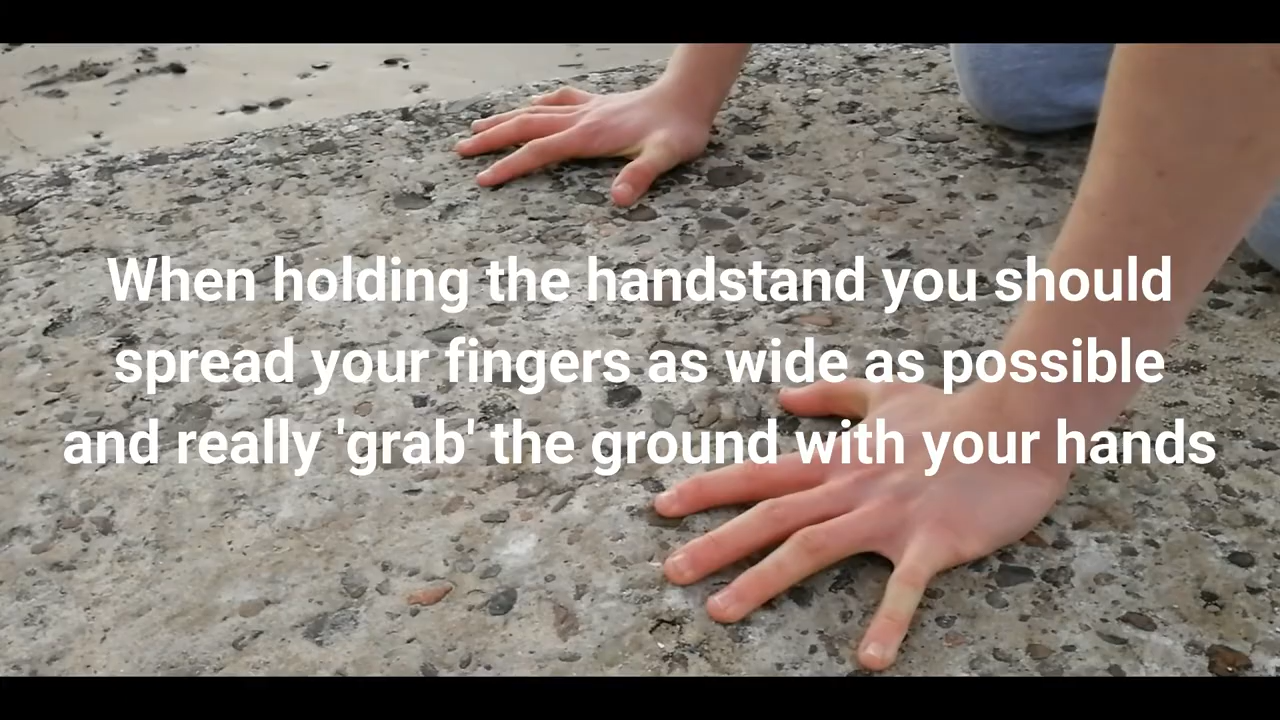 When holding the handstand you should
spread your fingers as wide as possible
and really 'grab' the ground with your hands